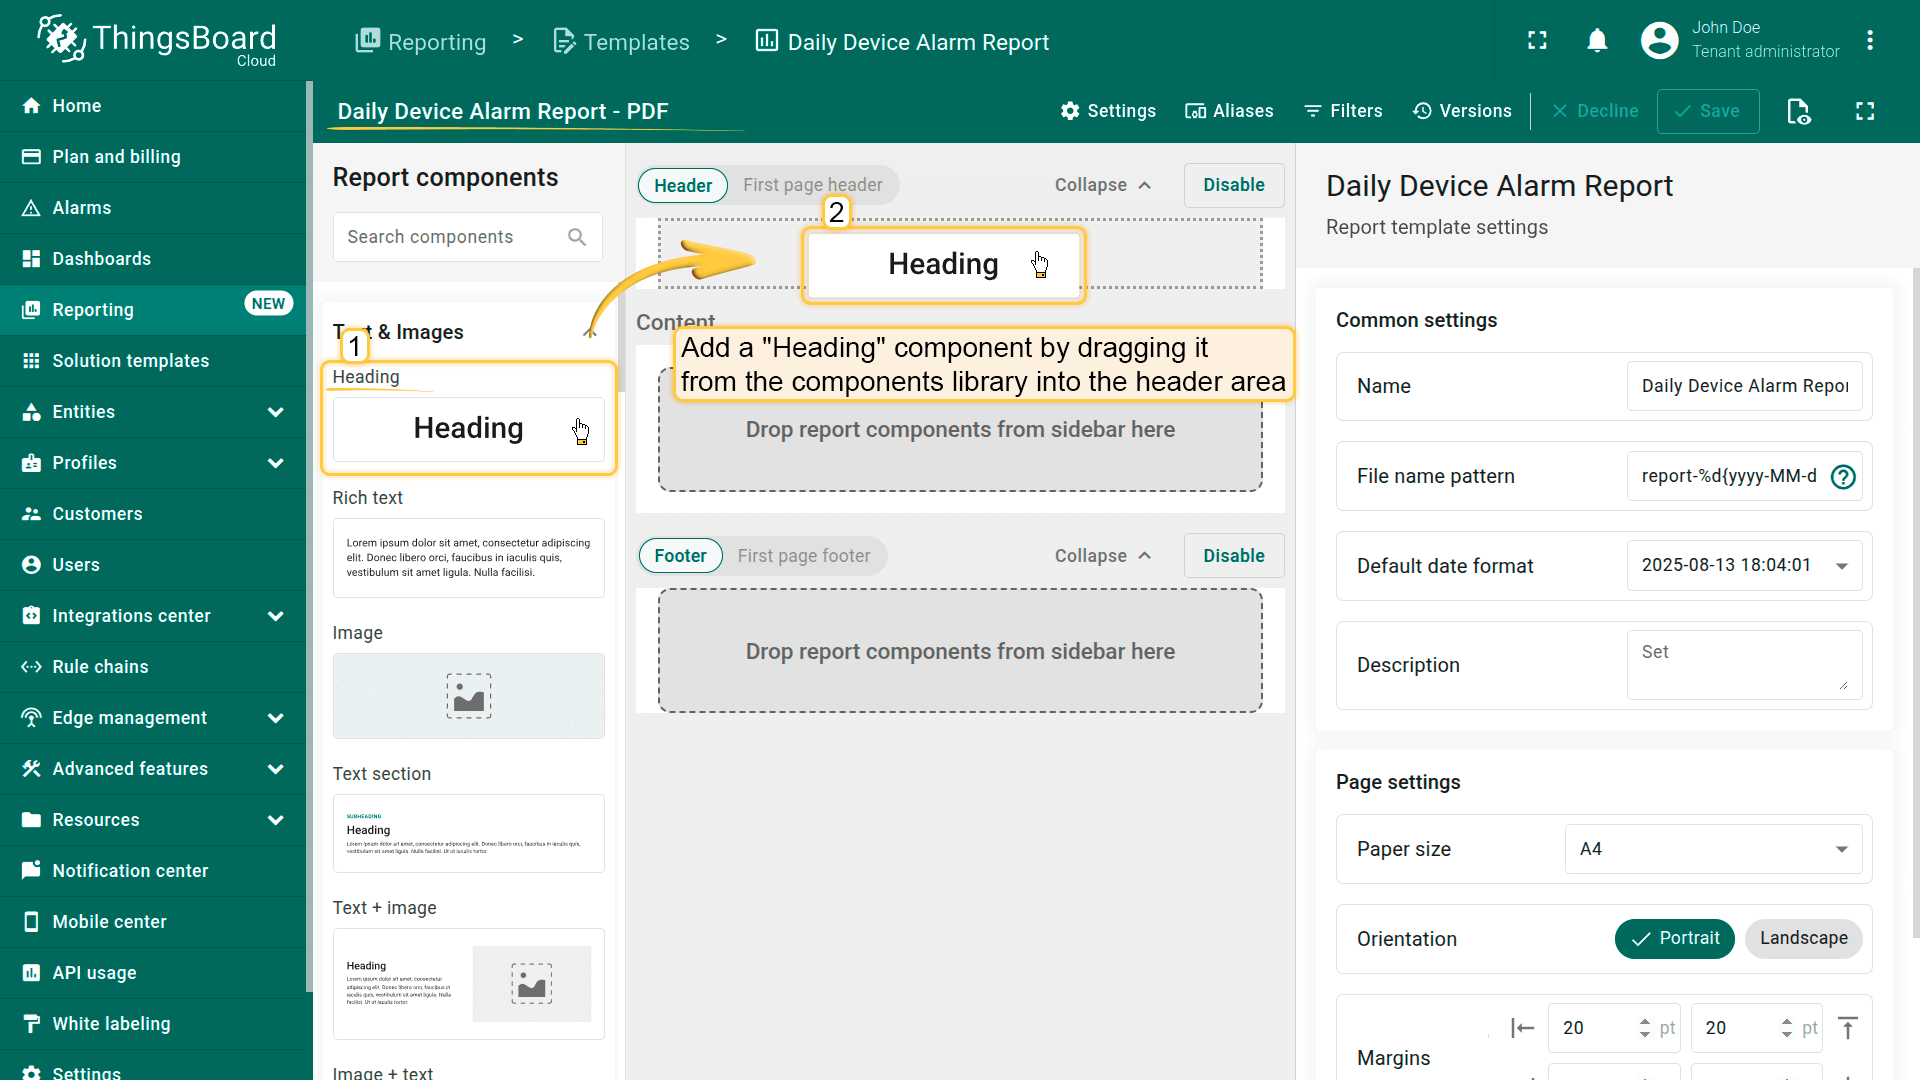 ThingsBoard
Cloud
Reporting > Templates > Daily Device Alarm Report
John Doe
Tenant administrator
Home
Plan and billing
Alarms
Dashboards
Reporting
NEW
Solution templates
Entities
Profiles
Customers
Users
Integrations center
Rule chains
Edge management
Advanced features
Resources
Notification center
Mobile center
API usage
White labeling
Settings
Daily Device Alarm Report - PDF
Settings
Aliases
Filters
Versions
Decline
Save
Report components
Search components
Text & Images
1
Heading
Heading
Rich text
Lorem ipsum dolor sit amet, consectetur adipiscing
elit. Donec libero orci, faucibus in iaculis quis,
vestibulum sit amet ligula. Nulla facilisi.
Image
Text section
SUBHEADING
Heading
Lorem ipsum dolor sit amet, consectetur adipiscing elit. Donec libero orci, faucibus in iaculis quis,
vestibulum sit amet ligula. Nulla facilisi. Ut ut iaculis tortor.
Text + image
Heading
Lorem ipsum dolor sit amet, consectetur
adipiscing elit. Donec libero orci, faucibus in
iaculis quis, vestibulum sit amet ligula. Nulla
facilisi. Ut ut iaculis tortor.
Image + text
Header
First page header
Collapse
Disable
2
Heading
Content
Add a "Heading" component by dragging it
from the components library into the header area
Drop report components from sidebar here
Footer
First page footer
Collapse
Disable
Drop report components from sidebar here
Daily Device Alarm Report
Report template settings
Common settings
Name
Daily Device Alarm Repor
File name pattern
report-%d{yyyy-MM-d
?
Default date format
2025-08-13 18:04:01
Description
Set
Page settings
Paper size
A4
Orientation
Portrait
Landscape
Margins
20 pt
20 pt